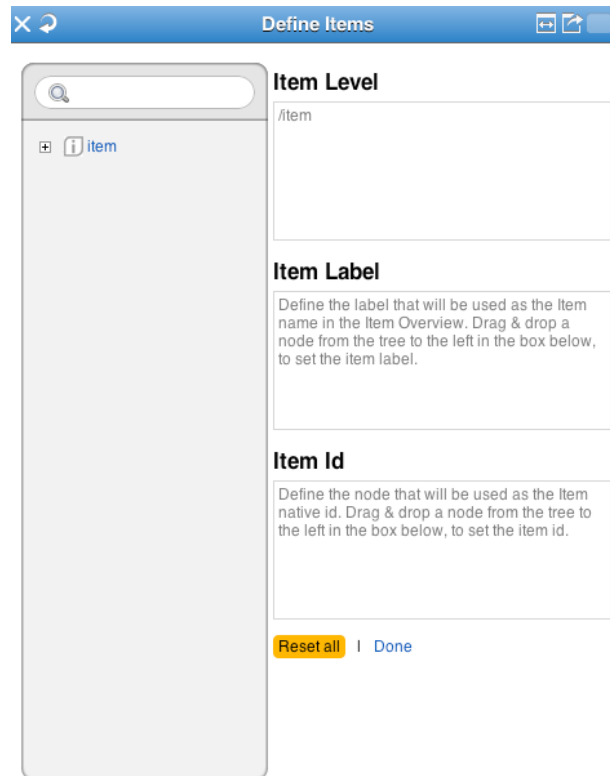 Define Items
item
Item Level
/item
Item Label
Define the label that will be used as the Item
name in the Item Overview. Drag & drop a
node from the tree to the left in the box below,
to set the item label.
Item Id
Define the node that will be used as the Item
native id. Drag & drop a node from the tree to
the left in the box below, to set the item id.
Reset all | Done